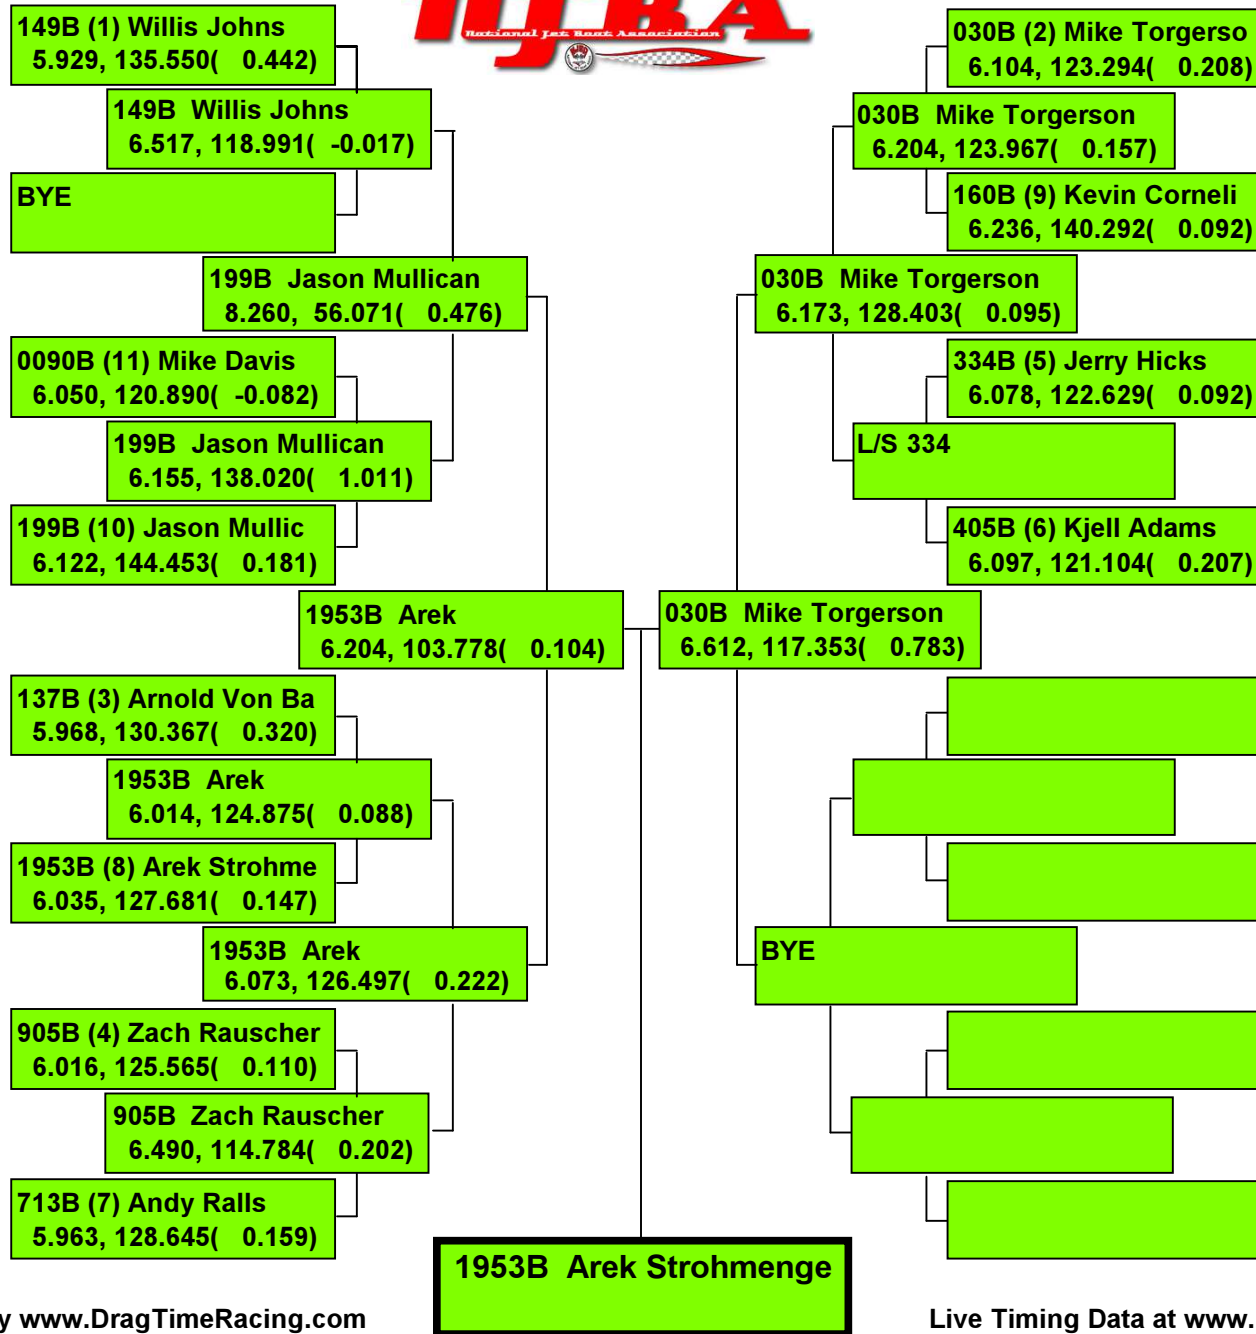 NJBA
National Jet Boat Association
149B (1) Willis Johns
5.929, 135.550( 0.442)
149B Willis Johns
6.517, 118.991( -0.017)
BYE
199B Jason Mullican
8.260, 56.071( 0.476)
0090B (11) Mike Davis
6.050, 120.890( -0.082)
199B Jason Mullican
6.155, 138.020( 1.011)
199B (10) Jason Mullic
6.122, 144.453( 0.181)
1953B Arek
6.204, 103.778( 0.104)
137B (3) Arnold Von Ba
5.968, 130.367( 0.320)
1953B Arek
6.014, 124.875( 0.088)
1953B (8) Arek Strohme
6.035, 127.681( 0.147)
1953B Arek
6.073, 126.497( 0.222)
905B (4) Zach Rauscher
6.016, 125.565( 0.110)
905B Zach Rauscher
6.490, 114.784( 0.202)
713B (7) Andy Ralls
5.963, 128.645( 0.159)
030B (2) Mike Torgerso
6.104, 123.294( 0.208)
030B Mike Torgerson
6.204, 123.967( 0.157)
160B (9) Kevin Corneli
6.236, 140.292( 0.092)
030B Mike Torgerson
6.173, 128.403( 0.095)
334B (5) Jerry Hicks
6.078, 122.629( 0.092)
L/S 334
405B (6) Kjell Adams
6.097, 121.104( 0.207)
030B Mike Torgerson
6.612, 117.353( 0.783)
BYE
1953B Arek Strohmenge
y www.DragTimeRacing.com
Live Timing Data at www.